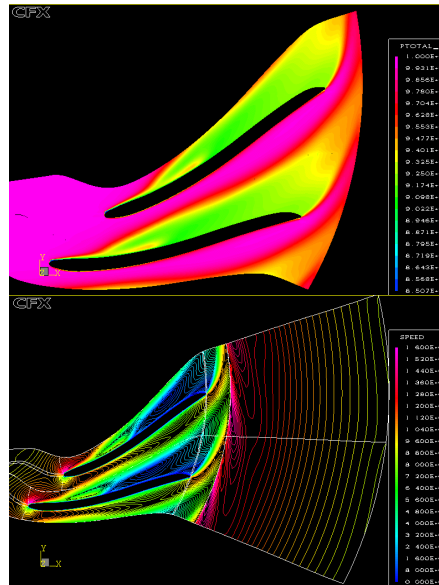 CFX
PTOTAL_
1.000E-
9.931E-
9.856E-
9.780E-
9.704E-
9.628E-
9.553E-
9.477E-
9.401E-
9.325E-
9.250E-
9.174E-
9.098E-
9.022E-
8.946E-
8.871E-
8.795E-
8.719E-
8.643E-
8.568E-
8.507E-
Y
X
CFX
SPEED
1.600E-
1.520E-
1.440E-
1.360E-
1.280E-
1.200E-
1.120E-
1.040E-
9.600E-
8.800E-
8.000E-
7.200E-
6.400E-
5.600E-
4.800E-
4.000E-
3.200E-
2.400E-
1.600E-
8.000E-
0.000E-
Y
X